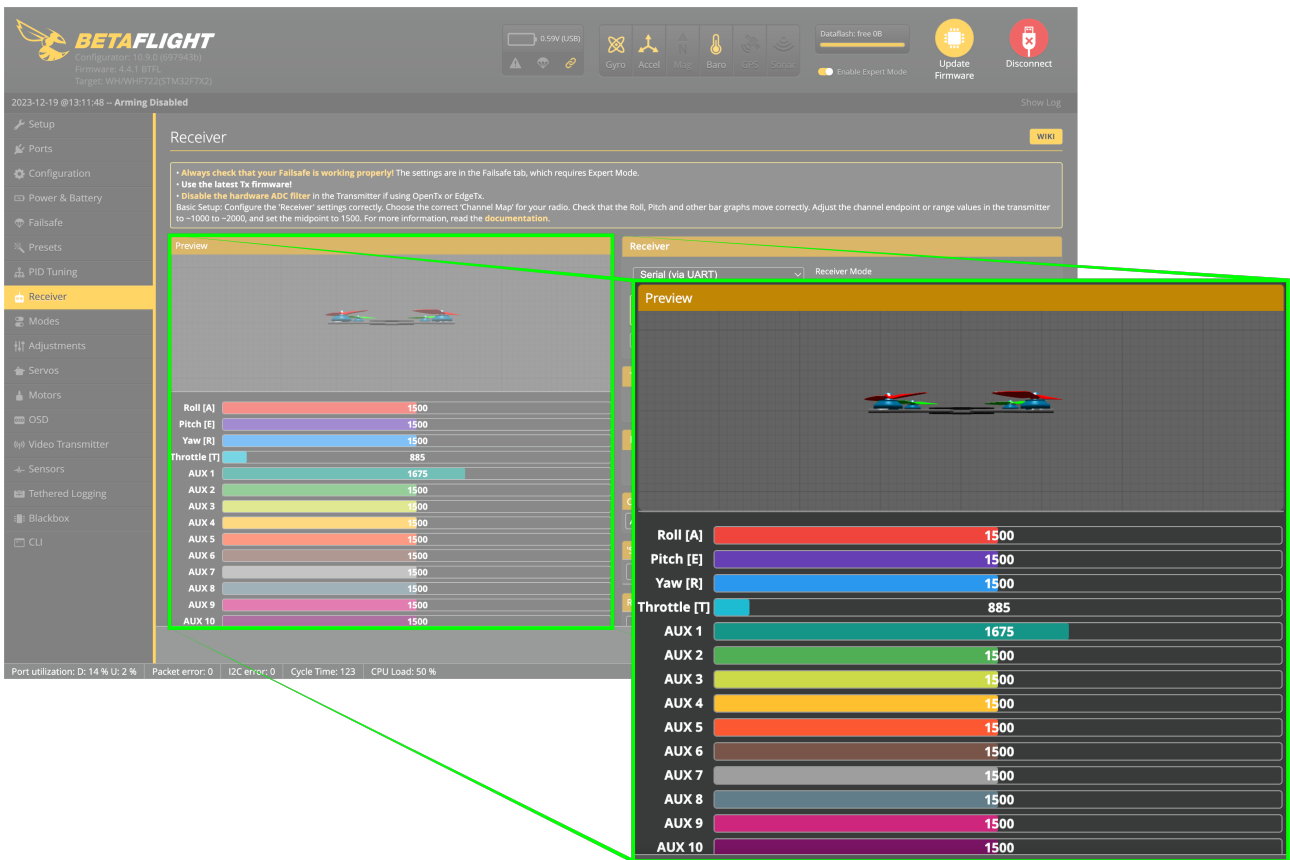 BETAFLIGHT
Configurator: 10.9.0 (697943b)
Firmware: 4.4.1 BTFL
Target: WH/WHF722(STM32F7X2)
0.59V (USB)
Gyro Accel Mag Baro GPS Sonar
Dataflash: free 0B
Enable Expert Mode
Update
Firmware
Disconnect
2023-12-19 @13:11:48 -- Arming Disabled
Show Log
Setup
Ports
Configuration
Power & Battery
Failsafe
Presets
PID Tuning
Receiver
Modes
Adjustments
Servos
Motors
OSD
Video Transmitter
Sensors
Tethered Logging
Blackbox
CLI
Receiver
WIKI
• Always check that your Failsafe is working properly! The settings are in the Failsafe tab, which requires Expert Mode.
• Use the latest Tx firmware!
• Disable the hardware ADC filter in the Transmitter if using OpenTx or EdgeTx.
Basic Setup: Configure the 'Receiver' settings correctly. Choose the correct 'Channel Map' for your radio. Check that the Roll, Pitch and other bar graphs move correctly. Adjust the channel endpoint or range values in the transmitter
to ~1000 to ~2000, and set the midpoint to 1500. For more information, read the documentation.
Preview
Roll [A] 1500
Pitch [E] 1500
Yaw [R] 1500
Throttle [T] 885
AUX 1 1675
AUX 2 1500
AUX 3 1500
AUX 4 1500
AUX 5 1500
AUX 6 1500
AUX 7 1500
AUX 8 1500
AUX 9 1500
AUX 10 1500
Receiver
Serial (via UART)
Receiver Mode
Preview
Roll [A] 1500
Pitch [E] 1500
Yaw [R] 1500
Throttle [T] 885
AUX 1 1675
AUX 2 1500
AUX 3 1500
AUX 4 1500
AUX 5 1500
AUX 6 1500
AUX 7 1500
AUX 8 1500
AUX 9 1500
AUX 10 1500
Port utilization: D: 14 % U: 2 %
Packet error: 0
I2C error: 0
Cycle Time: 123
CPU Load: 50 %